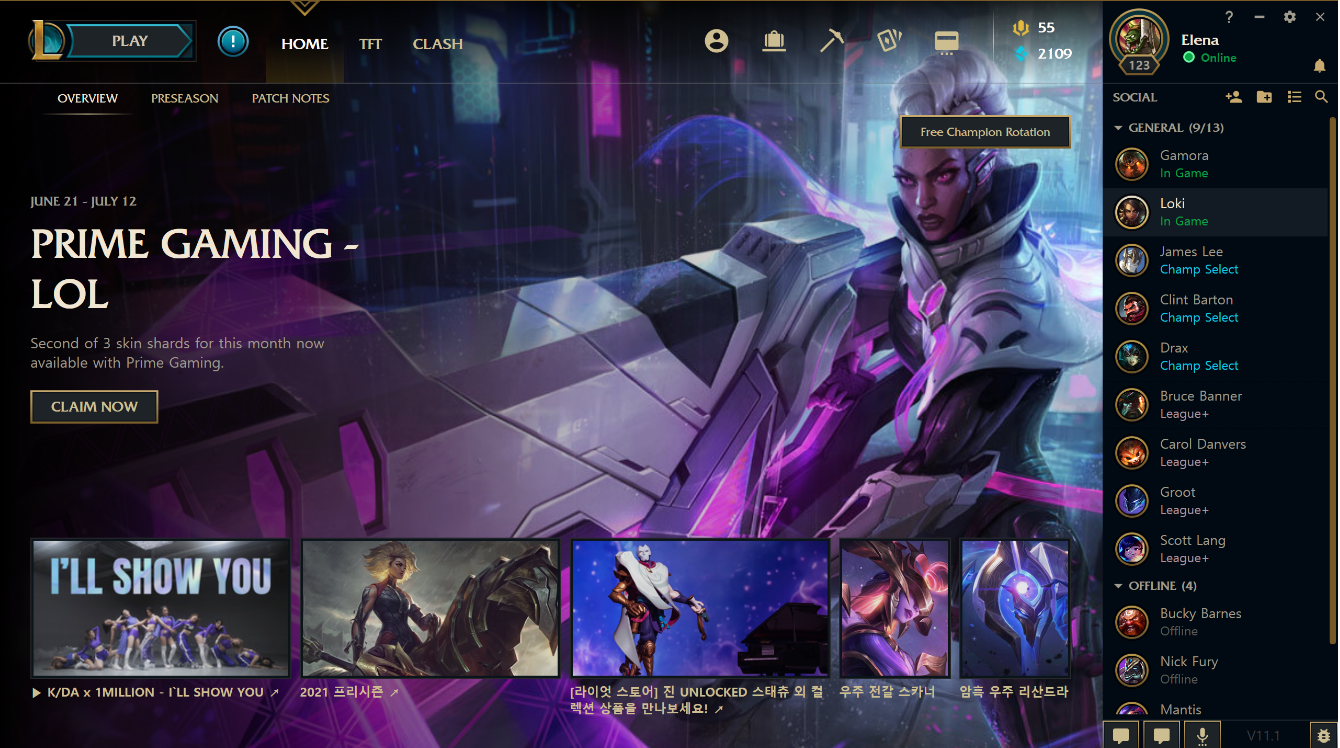 PLAY
HOME
TFT
CLASH
55
2109
?
123
Elena
Online
OVERVIEW
PRESEASON
PATCH NOTES
Free Champion Rotation
JUNE 21 - JULY 12
PRIME GAMING -
LOL
Second of 3 skin shards for this month now
available with Prime Gaming.
CLAIM NOW
I'LL SHOW YOU
▶ K/DA x 1MILLION - I`LL SHOW YOU ↗
2021 프리시즌 ↗
[라이엇 스토어] 진 UNLOCKED 스태츄 외 컬
렉션 상품을 만나보세요! ↗
우주 전갈 스카너
암흑 우주 리산드라
SOCIAL
GENERAL (9/13)
Gamora
In Game
Loki
In Game
James Lee
Champ Select
Clint Barton
Champ Select
Drax
Champ Select
Bruce Banner
League+
Carol Danvers
League+
Groot
League+
Scott Lang
League+
OFFLINE (4)
Bucky Barnes
Offline
Nick Fury
Offline
Mantis
V11.1